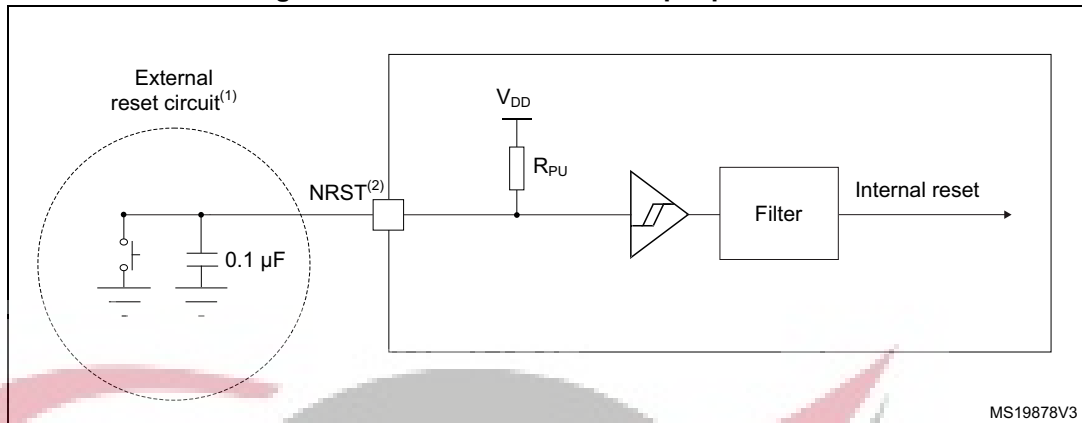 External
reset circuit(1)
VDD
RPU
NRST(2)
Internal reset
Filter
0.1 µF
MS19878V3